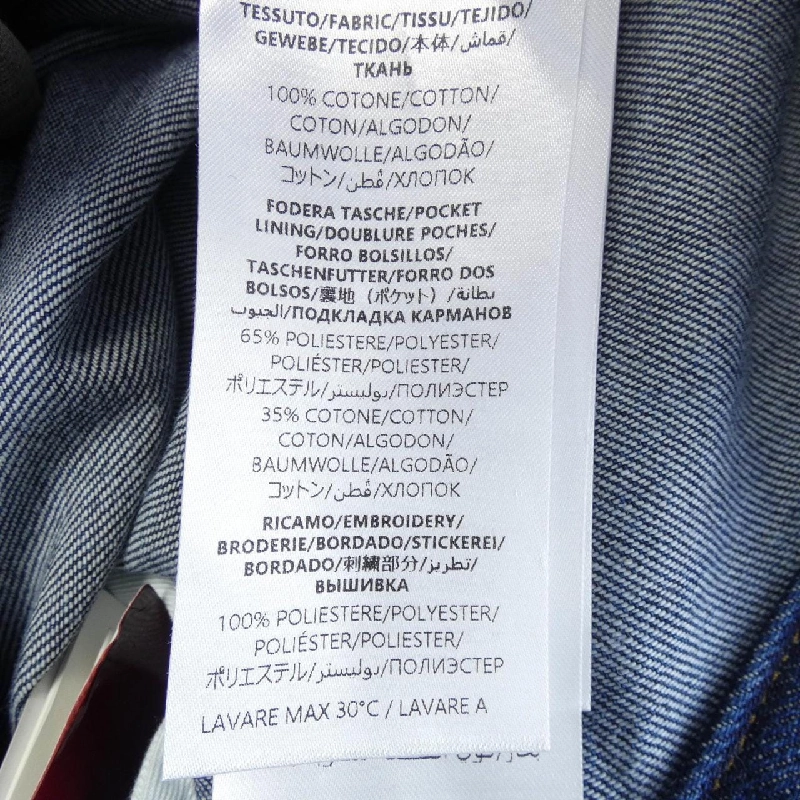 TESSUTO/FABRIC/TISSU/TEJIDO/
GEWEBE/TECIDO/本体/قماش/
ТКАНЬ
100% COTONE/COTTON/
COTON/ALGODON/
BAUMWOLLE/ALGODÃO/
コットン/قُطن/ХЛОПОК
FODERA TASCHE/POCKET
LINING/DOUBLURE POCHES/
FORRO BOLSILLOS/
TASCHENFUTTER/FORRO DOS
BOLSOS/裏地 (ポケット) /بطانة
الجيوب/ПОДКЛАДКА КАРМАНОВ
65% POLIESTERE/POLYESTER/
POLIÉSTER/POLIESTER/
ポリエステル/بوليستر/ПОЛИЭСТЕР
35% COTONE/COTTON/
COTON/ALGODON/
BAUMWOLLE/ALGODÃO/
コットン/قُطن/ХЛОПОК
RICAMO/EMBROIDERY/
BRODERIE/BORDADO/STICKEREI/
BORDADO/刺繍部分/تطريز/
ВЫШИВКА
100% POLIESTERE/POLYESTER/
POLIÉSTER/POLIESTER/
ポリエステル/بوليستر/ПОЛИЭСТЕР
LAVARE MAX 30°C / LAVARE A